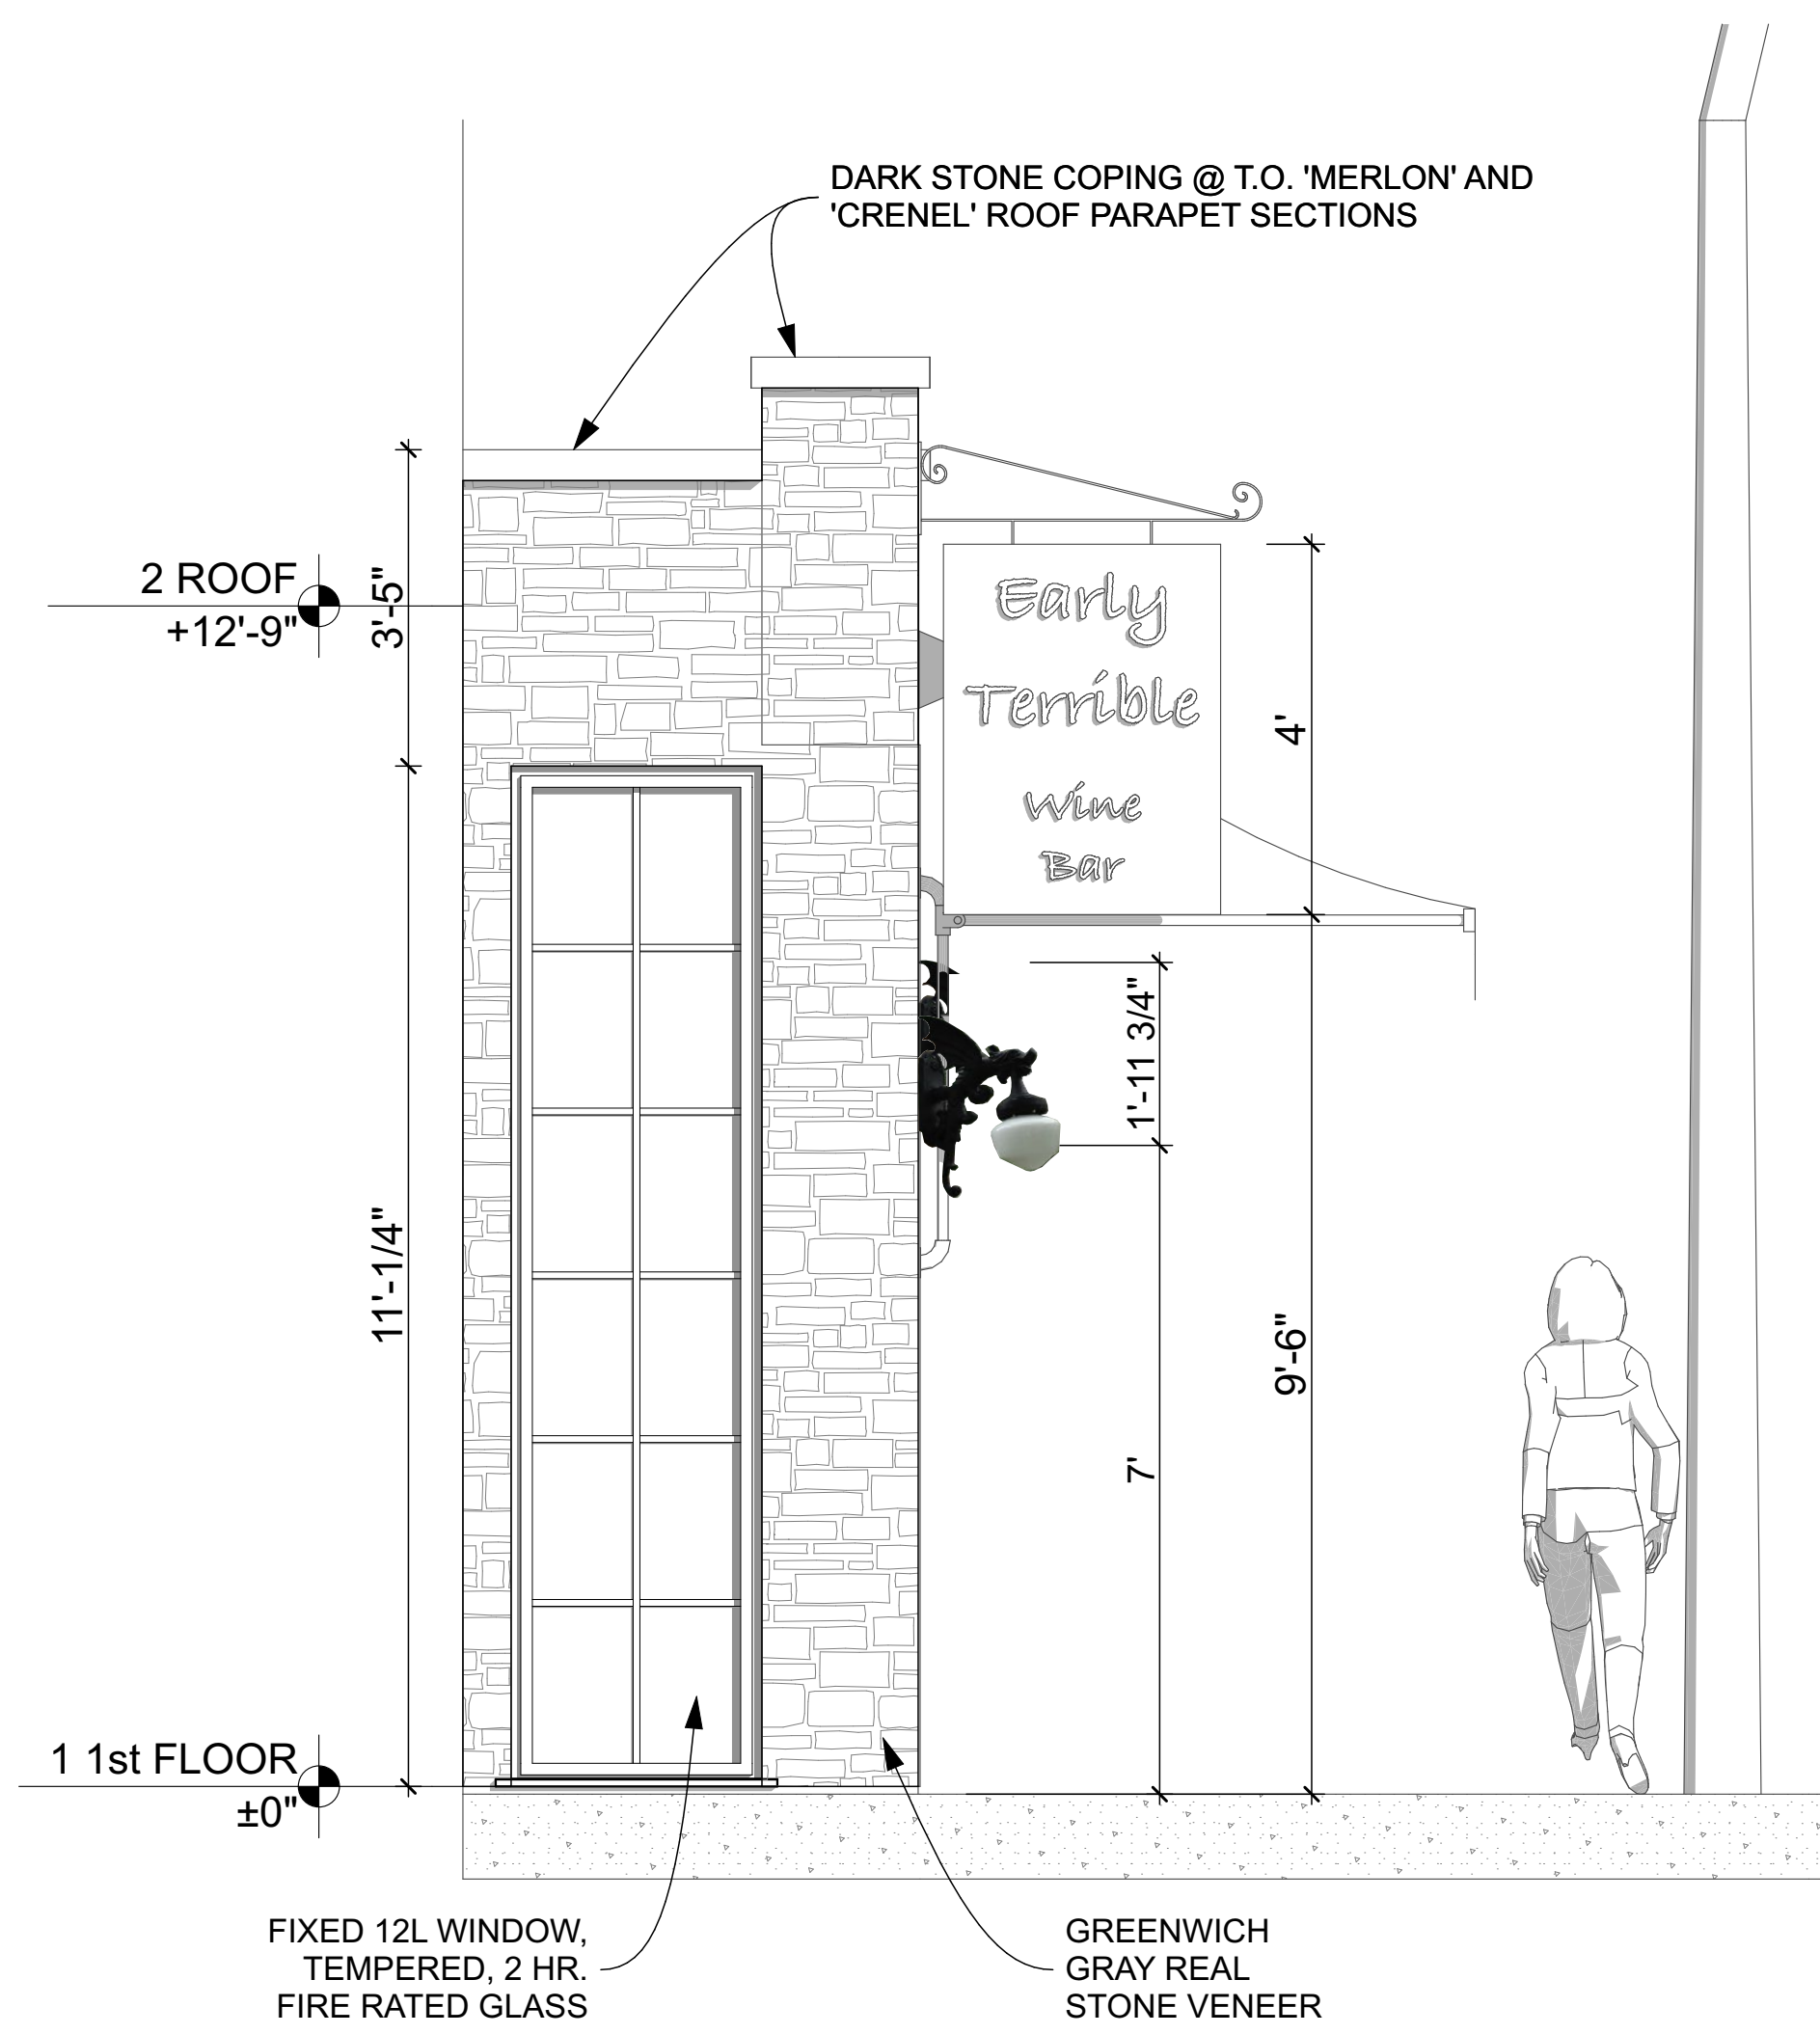 DARK STONE COPING @ T.O. 'MERLON' AND
'CRENEL' ROOF PARAPET SECTIONS
2 ROOF
+12'-9"
3'-5"
Early
Terrible
Wine
Bar
4'
1'-11 3/4"
11'-1/4"
9'-6"
7'
1 1st FLOOR
±0"
FIXED 12L WINDOW,
TEMPERED, 2 HR.
FIRE RATED GLASS
GREENWICH
GRAY REAL
STONE VENEER